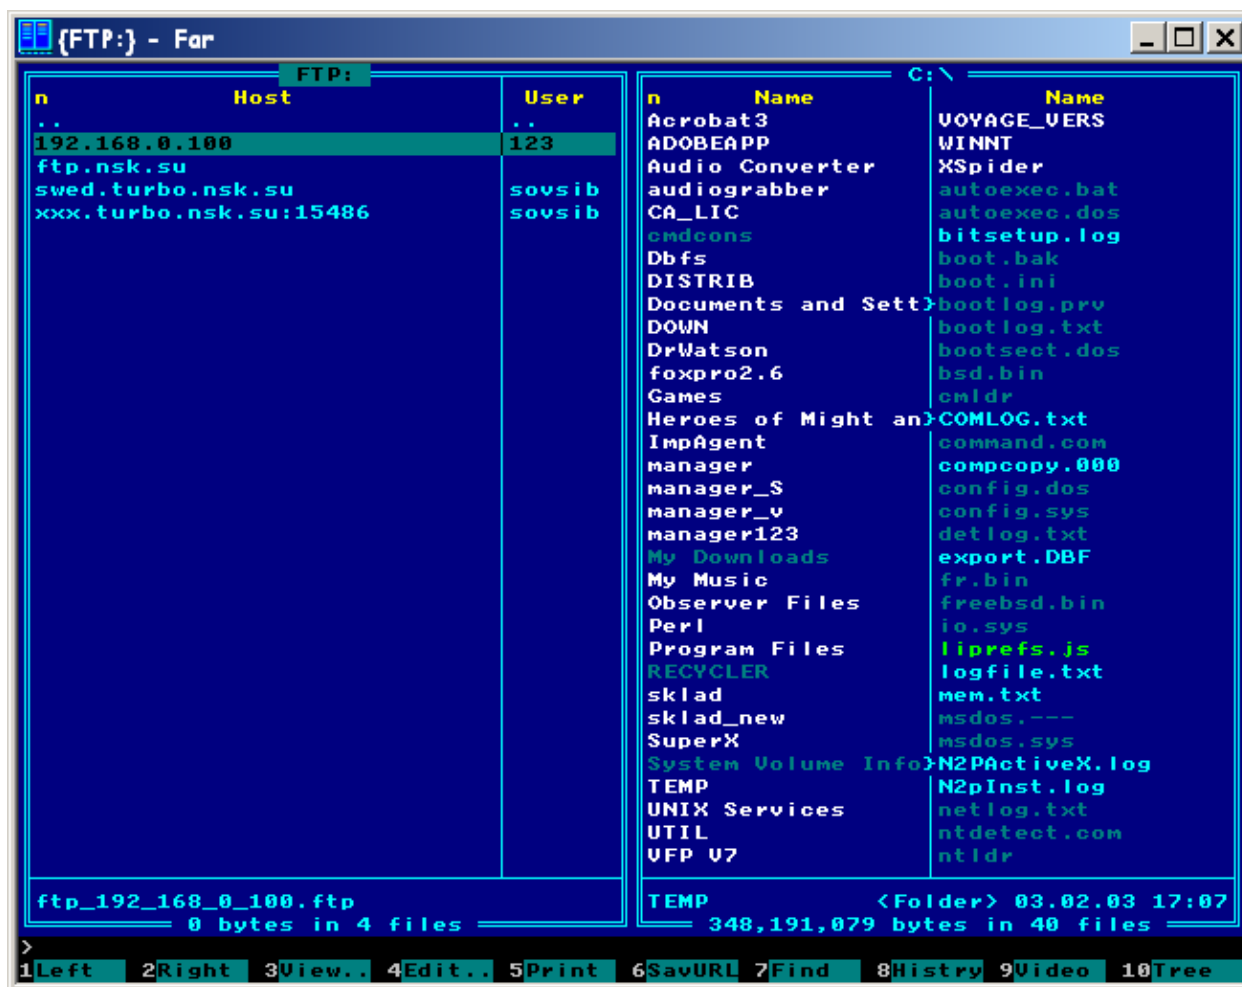 {FTP:} - Far
FTP:
n Host User
.. ..
192.168.0.100 123
ftp.nsk.su
swed.turbo.nsk.su sovsib
xxx.turbo.nsk.su:15486 sovsib
ftp_192_168_0_100.ftp
0 bytes in 4 files
C:\
n Name Name
Acrobat3 VOYAGE_VERS
ADOBEAPP WINNT
Audio Converter XSpider
audiograbber autoexec.bat
CA_LIC autoexec.dos
cmdcons bitsetup.log
Dbfs boot.bak
DISTRIB boot.ini
Documents and Sett}bootlog.prv
DOWN bootlog.txt
DrWatson bootsect.dos
foxpro2.6 bsd.bin
Games cmldr
Heroes of Might an}COMLOG.txt
ImpAgent command.com
manager compcopy.000
manager_S config.dos
manager_v config.sys
manager123 detlog.txt
My Downloads export.DBF
My Music fr.bin
Observer Files freebsd.bin
Perl io.sys
Program Files liprefs.js
RECYCLER logfile.txt
sklad mem.txt
sklad_new msdos.---
SuperX msdos.sys
System Volume Info}N2PActiveX.log
TEMP N2pInst.log
UNIX Services netlog.txt
UTIL ntdetect.com
VFP V7 ntldr
TEMP <Folder> 03.02.03 17:07
348,191,079 bytes in 40 files
>
1Left 2Right 3View.. 4Edit.. 5Print 6SavURL 7Find 8Histry 9Video 10Tree